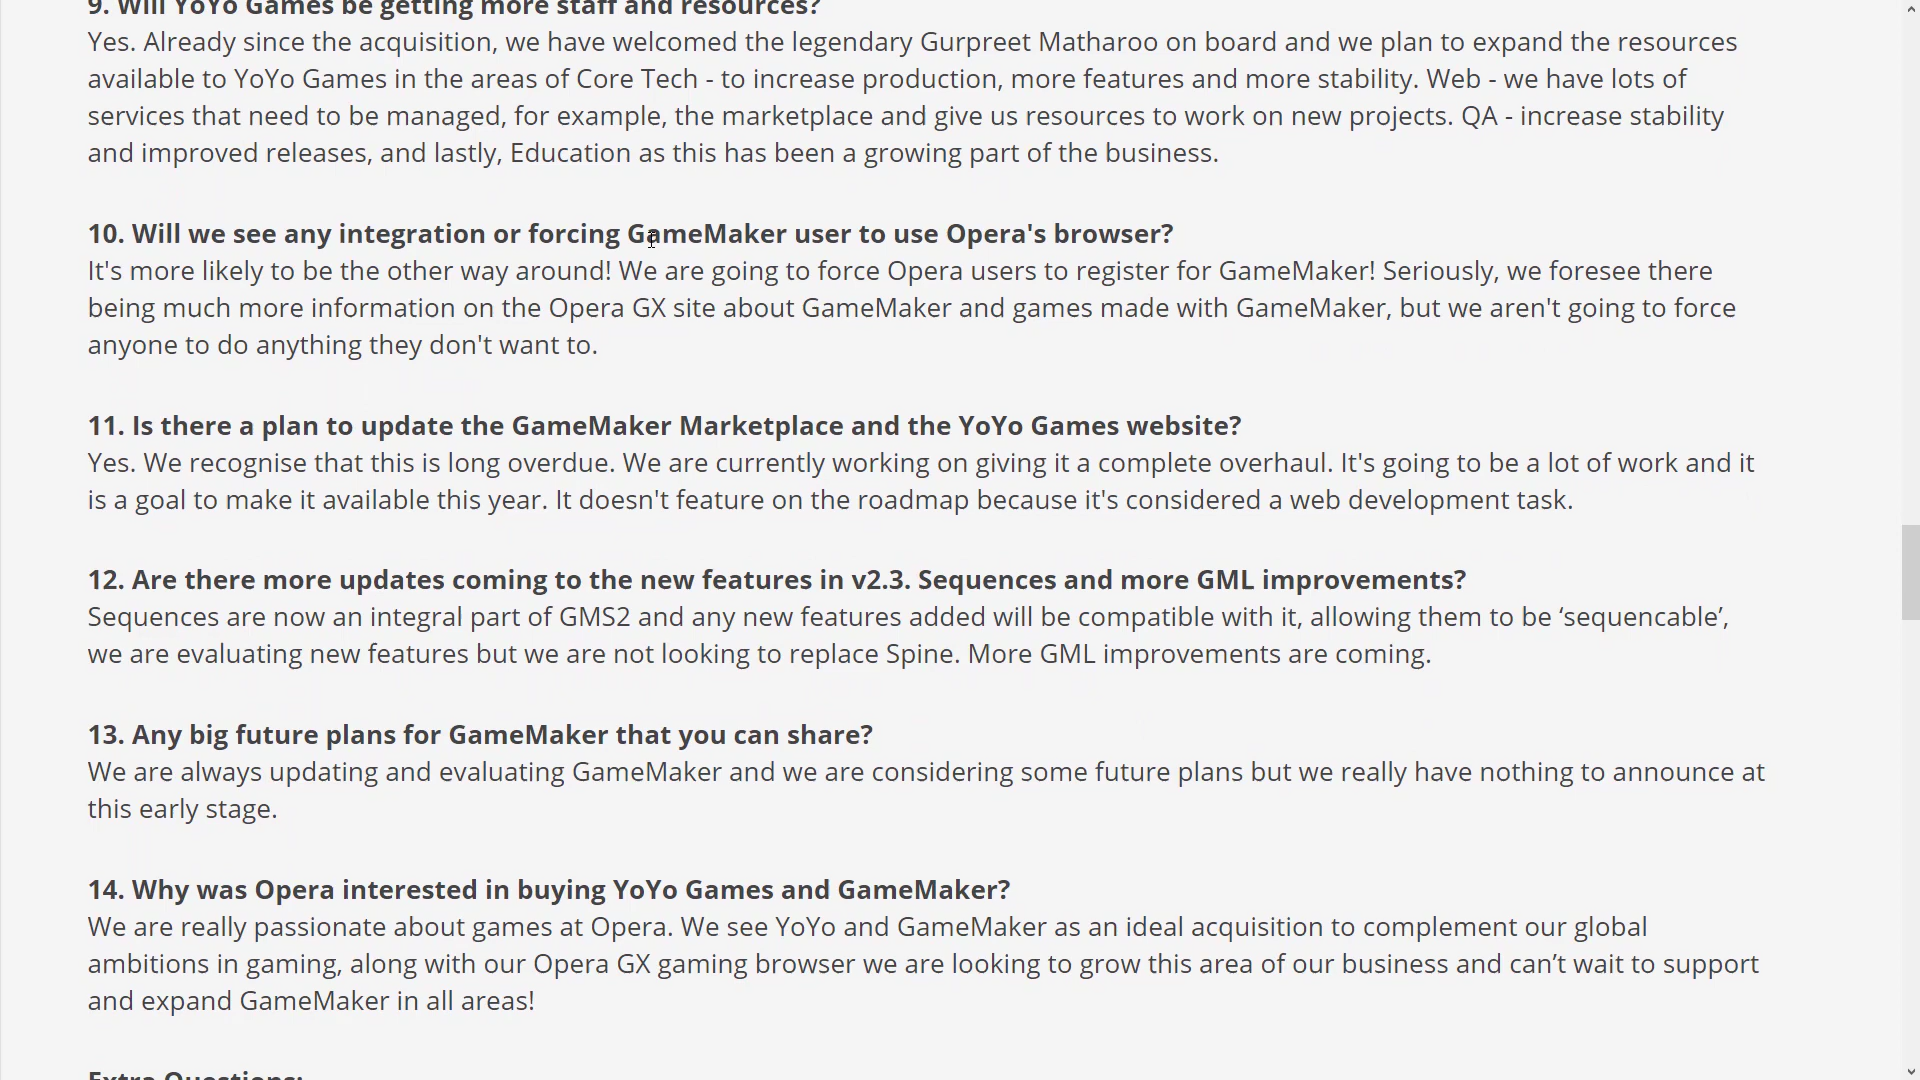 9. Will YoYo Games be getting more staff and resources?
Yes. Already since the acquisition, we have welcomed the legendary Gurpreet Matharoo on board and we plan to expand the resources
available to YoYo Games in the areas of Core Tech - to increase production, more features and more stability. Web - we have lots of
services that need to be managed, for example, the marketplace and give us resources to work on new projects. QA - increase stability
and improved releases, and lastly, Education as this has been a growing part of the business.
10. Will we see any integration or forcing GameMaker user to use Opera's browser?
It's more likely to be the other way around! We are going to force Opera users to register for GameMaker! Seriously, we foresee there
being much more information on the Opera GX site about GameMaker and games made with GameMaker, but we aren't going to force
anyone to do anything they don't want to.
11. Is there a plan to update the GameMaker Marketplace and the YoYo Games website?
Yes. We recognise that this is long overdue. We are currently working on giving it a complete overhaul. It's going to be a lot of work and it
is a goal to make it available this year. It doesn't feature on the roadmap because it's considered a web development task.
12. Are there more updates coming to the new features in v2.3. Sequences and more GML improvements?
Sequences are now an integral part of GMS2 and any new features added will be compatible with it, allowing them to be ‘sequencable’,
we are evaluating new features but we are not looking to replace Spine. More GML improvements are coming.
13. Any big future plans for GameMaker that you can share?
We are always updating and evaluating GameMaker and we are considering some future plans but we really have nothing to announce at
this early stage.
14. Why was Opera interested in buying YoYo Games and GameMaker?
We are really passionate about games at Opera. We see YoYo and GameMaker as an ideal acquisition to complement our global
ambitions in gaming, along with our Opera GX gaming browser we are looking to grow this area of our business and can’t wait to support
and expand GameMaker in all areas!
Extra Questions: